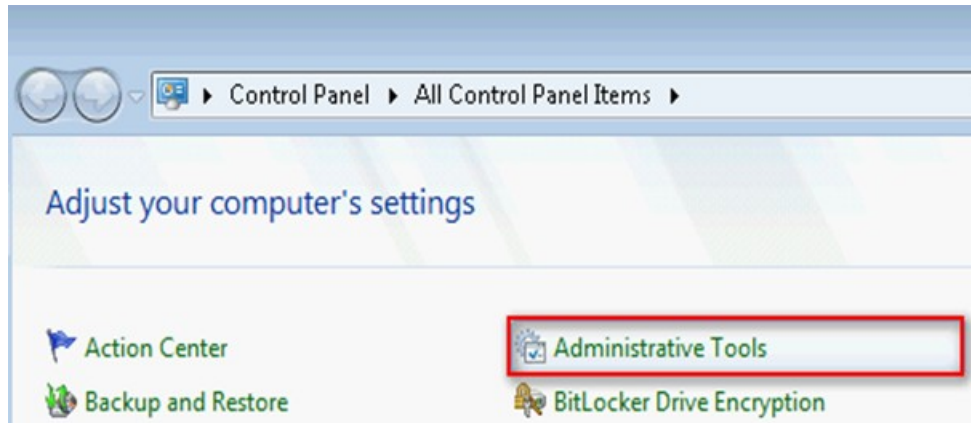 Control Panel All Control Panel Items
Adjust your computer's settings
Action Center
Administrative Tools
Backup and Restore
BitLocker Drive Encryption